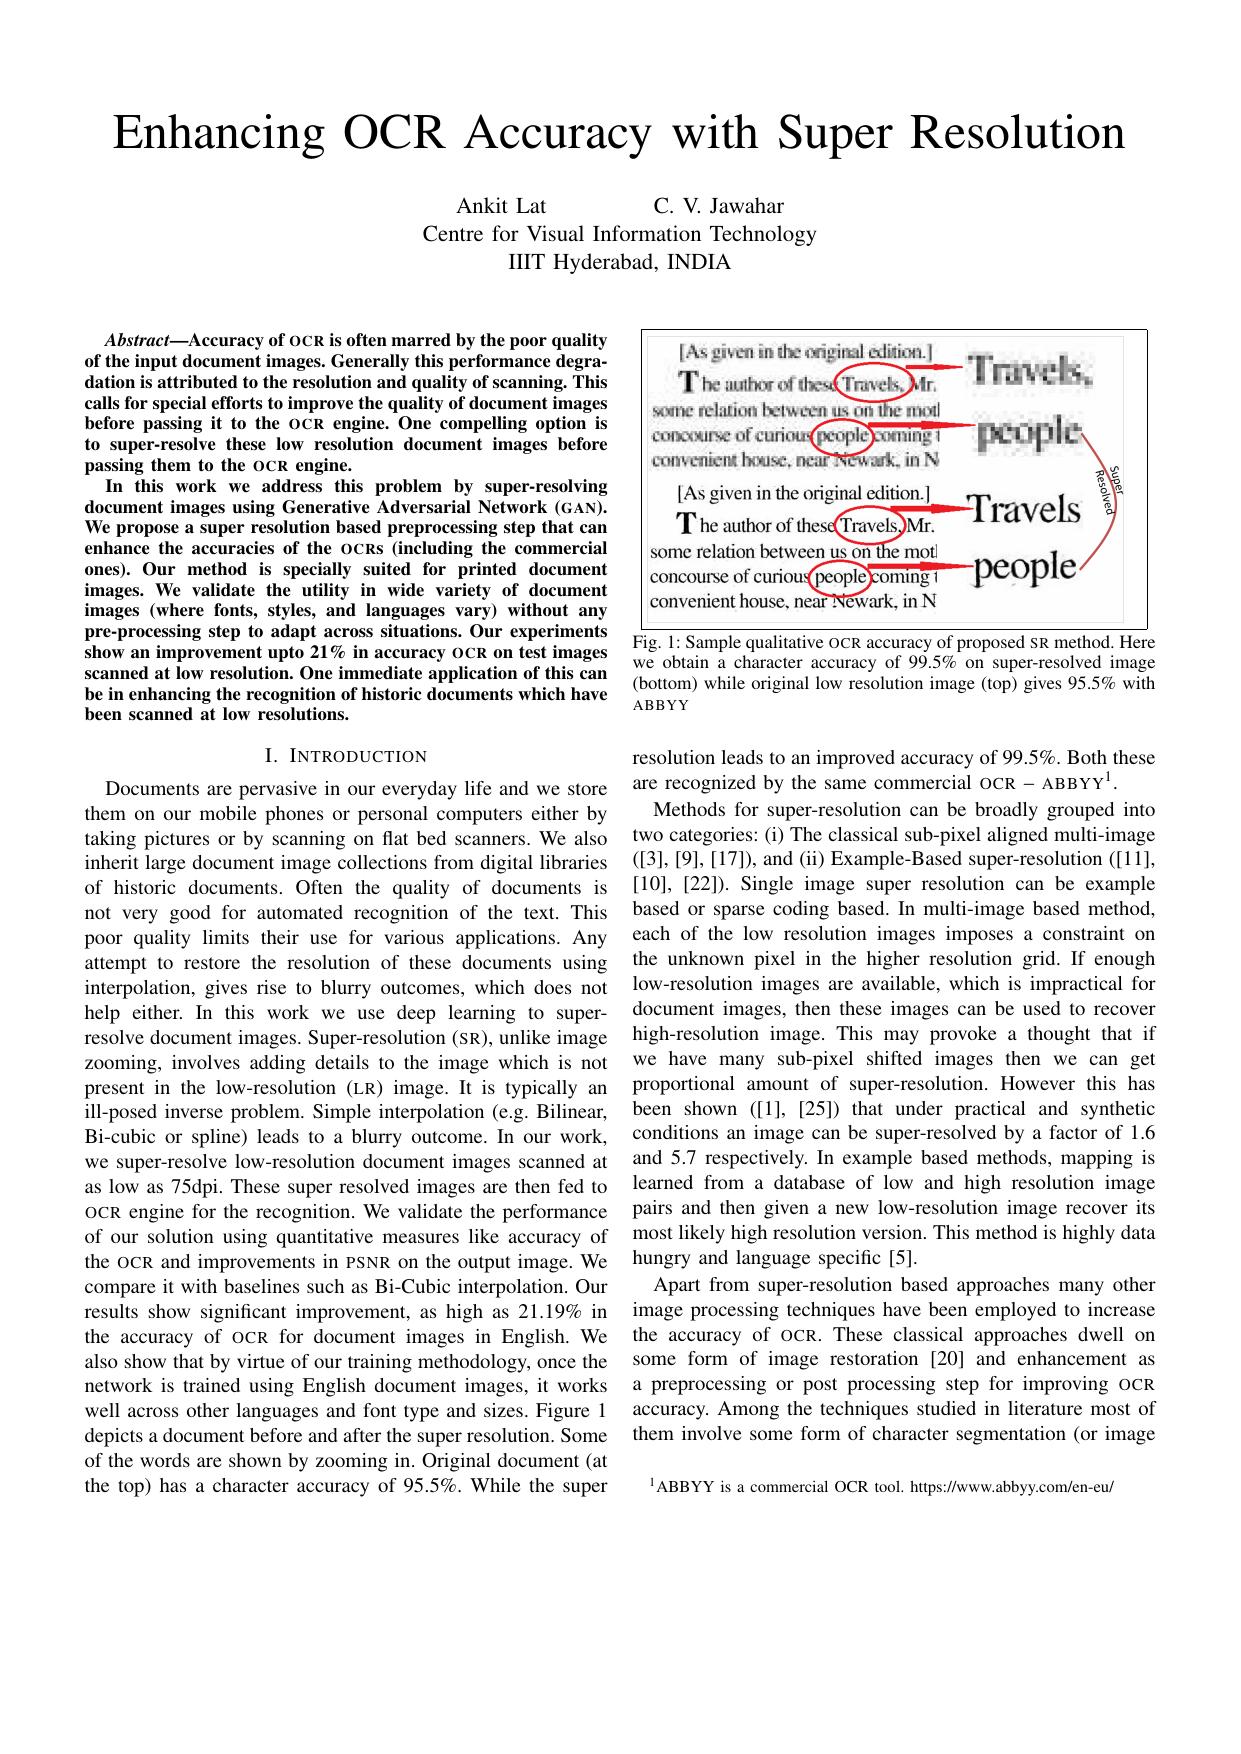 Enhancing OCR Accuracy with Super Resolution
Ankit Lat C. V. Jawahar
Centre for Visual Information Technology
IIIT Hyderabad, INDIA
Abstract—Accuracy of OCR is often marred by the poor quality
of the input document images. Generally this performance degra-
dation is attributed to the resolution and quality of scanning. This
calls for special efforts to improve the quality of document images
before passing it to the OCR engine. One compelling option is
to super-resolve these low resolution document images before
passing them to the OCR engine.
In this work we address this problem by super-resolving
document images using Generative Adversarial Network (GAN).
We propose a super resolution based preprocessing step that can
enhance the accuracies of the OCRs (including the commercial
ones). Our method is specially suited for printed document
images. We validate the utility in wide variety of document
images (where fonts, styles, and languages vary) without any
pre-processing step to adapt across situations. Our experiments
show an improvement upto 21% in accuracy OCR on test images
scanned at low resolution. One immediate application of this can
be in enhancing the recognition of historic documents which have
been scanned at low resolutions.
I. INTRODUCTION
Documents are pervasive in our everyday life and we store
them on our mobile phones or personal computers either by
taking pictures or by scanning on flat bed scanners. We also
inherit large document image collections from digital libraries
of historic documents. Often the quality of documents is
not very good for automated recognition of the text. This
poor quality limits their use for various applications. Any
attempt to restore the resolution of these documents using
interpolation, gives rise to blurry outcomes, which does not
help either. In this work we use deep learning to super-
resolve document images. Super-resolution (SR), unlike image
zooming, involves adding details to the image which is not
present in the low-resolution (LR) image. It is typically an
ill-posed inverse problem. Simple interpolation (e.g. Bilinear,
Bi-cubic or spline) leads to a blurry outcome. In our work,
we super-resolve low-resolution document images scanned at
as low as 75dpi. These super resolved images are then fed to
OCR engine for the recognition. We validate the performance
of our solution using quantitative measures like accuracy of
the OCR and improvements in PSNR on the output image. We
compare it with baselines such as Bi-Cubic interpolation. Our
results show significant improvement, as high as 21.19% in
the accuracy of OCR for document images in English. We
also show that by virtue of our training methodology, once the
network is trained using English document images, it works
well across other languages and font type and sizes. Figure 1
depicts a document before and after the super resolution. Some
of the words are shown by zooming in. Original document (at
the top) has a character accuracy of 95.5%. While the super
[As given in the original edition.]
The author of these Travels, Mr.
some relation between us on the motl
concourse of curious people coming t
convenient house, near Newark, in N
Travels,
people
[As given in the original edition.]
The author of these Travels, Mr.
some relation between us on the motl
concourse of curious people coming t
convenient house, near Newark, in N
Travels
people
Super
Resolved
Fig. 1: Sample qualitative OCR accuracy of proposed SR method. Here
we obtain a character accuracy of 99.5% on super-resolved image
(bottom) while original low resolution image (top) gives 95.5% with
ABBYY
resolution leads to an improved accuracy of 99.5%. Both these
are recognized by the same commercial OCR – ABBYY1.
Methods for super-resolution can be broadly grouped into
two categories: (i) The classical sub-pixel aligned multi-image
([3], [9], [17]), and (ii) Example-Based super-resolution ([11],
[10], [22]). Single image super resolution can be example
based or sparse coding based. In multi-image based method,
each of the low resolution images imposes a constraint on
the unknown pixel in the higher resolution grid. If enough
low-resolution images are available, which is impractical for
document images, then these images can be used to recover
high-resolution image. This may provoke a thought that if
we have many sub-pixel shifted images then we can get
proportional amount of super-resolution. However this has
been shown ([1], [25]) that under practical and synthetic
conditions an image can be super-resolved by a factor of 1.6
and 5.7 respectively. In example based methods, mapping is
learned from a database of low and high resolution image
pairs and then given a new low-resolution image recover its
most likely high resolution version. This method is highly data
hungry and language specific [5].
Apart from super-resolution based approaches many other
image processing techniques have been employed to increase
the accuracy of OCR. These classical approaches dwell on
some form of image restoration [20] and enhancement as
a preprocessing or post processing step for improving OCR
accuracy. Among the techniques studied in literature most of
them involve some form of character segmentation (or image
1ABBYY is a commercial OCR tool. https://www.abbyy.com/en-eu/